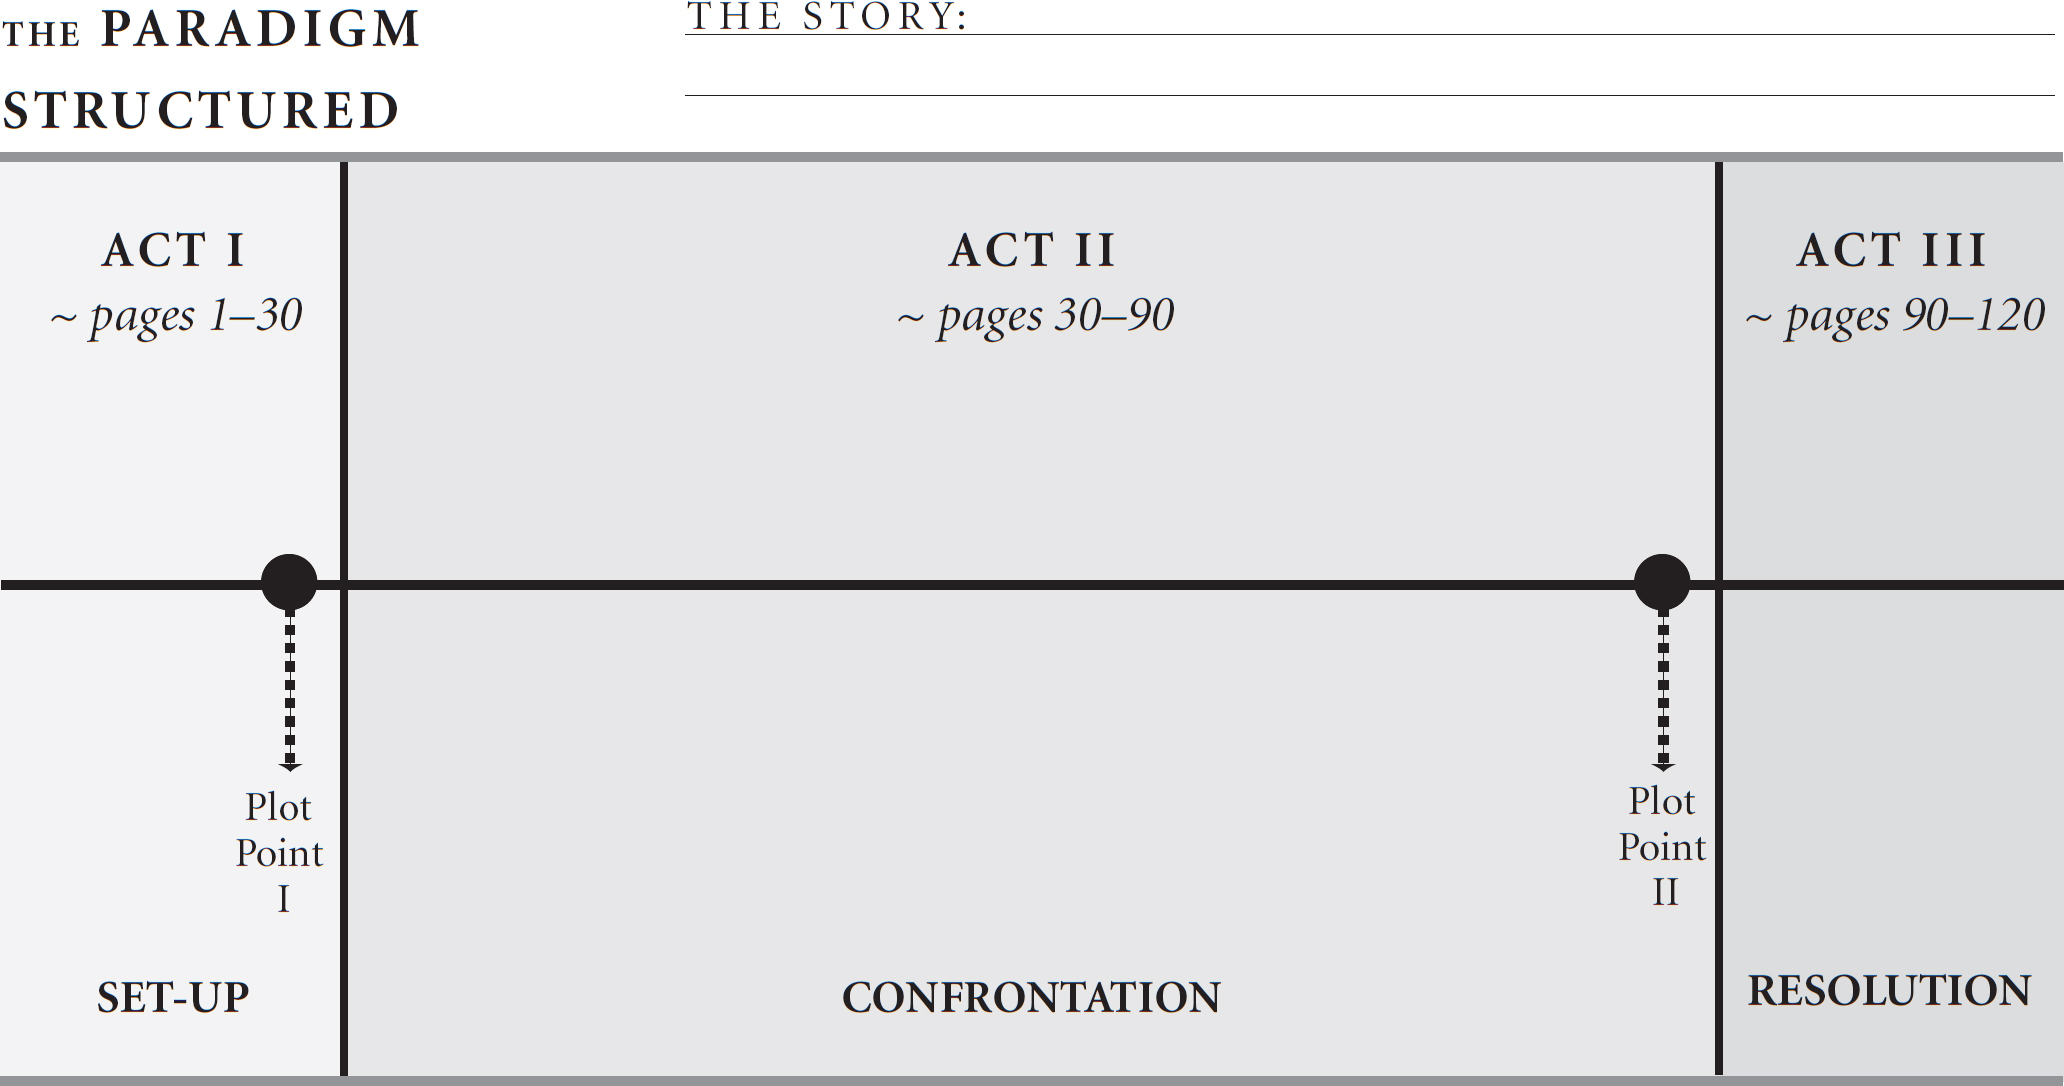 THE PARADIGM
STRUCTURED
THE STORY:
ACT I
~ pages 1–30
ACT II
~ pages 30–90
ACT III
~ pages 90–120
Plot
Point
I
Plot
Point
II
SET-UP
CONFRONTATION
RESOLUTION